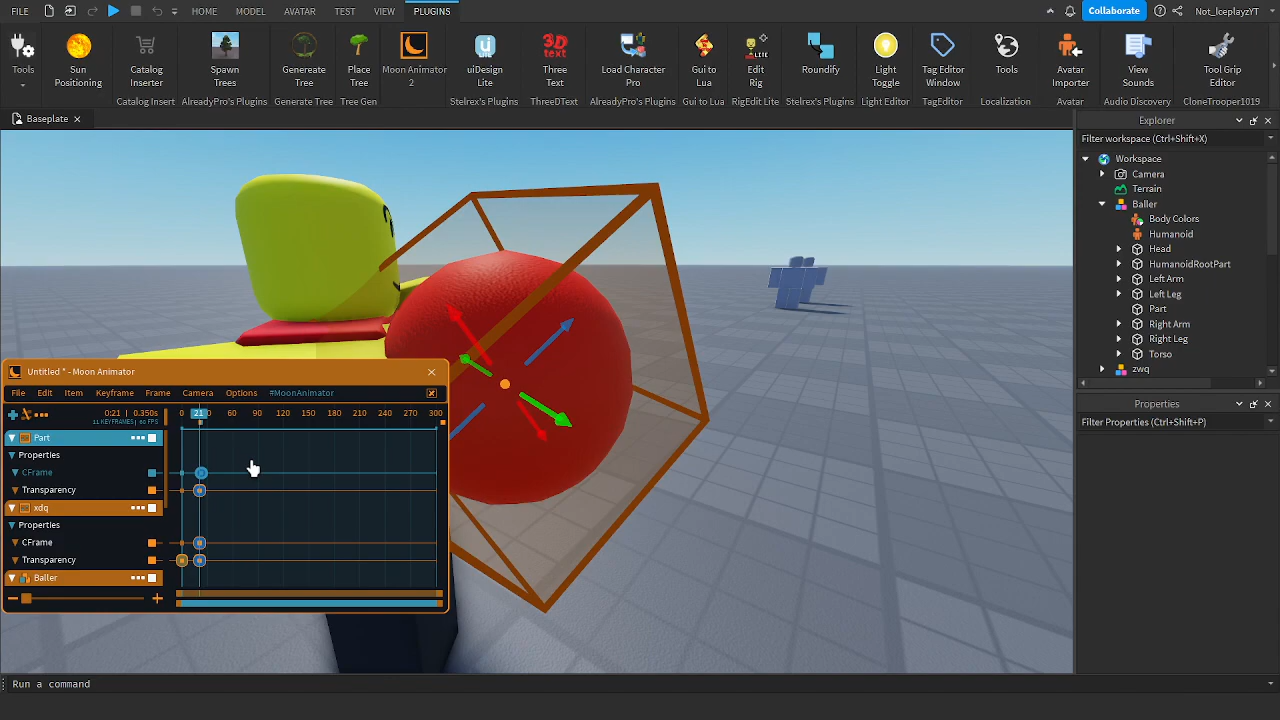 FILE HOME MODEL AVATAR TEST VIEW PLUGINS Collaborate Not_IceplayzYT
Tools Sun Positioning Catalog Inserter Spawn Trees Genereate Tree Place Tree Moon Animator 2 uiDesign Lite Three Text Load Character Pro Gui to Lua Edit Rig Roundify Light Toggle Tag Editor Window Tools Avatar Importer View Sounds Tool Grip Editor
Catalog Insert AlreadyPro's Plugins Generate Tree Tree Gen Stelrex's Plugins ThreeDText AlreadyPro's Plugins Gui to Lua RigEdit Lite Stelrex's Plugins Light Editor TagEditor Localization Avatar Audio Discovery CloneTrooper1019
Baseplate
Explorer
Filter workspace (Ctrl+Shift+X)
Workspace
Camera
Terrain
Baller
Body Colors
Humanoid
Head
HumanoidRootPart
Left Arm
Left Leg
Part
Right Arm
Right Leg
Torso
zwq
Properties
Filter Properties (Ctrl+Shift+P)
Untitled * - Moon Animator
File Edit Item Keyframe Frame Camera Options #MoonAnimator
0:21 | 0.350s
11 KEYFRAMES | 60 FPS
0 21 60 90 120 150 180 210 240 270 300
Part
Properties
CFrame
Transparency
xdq
Properties
CFrame
Transparency
Baller
Run a command